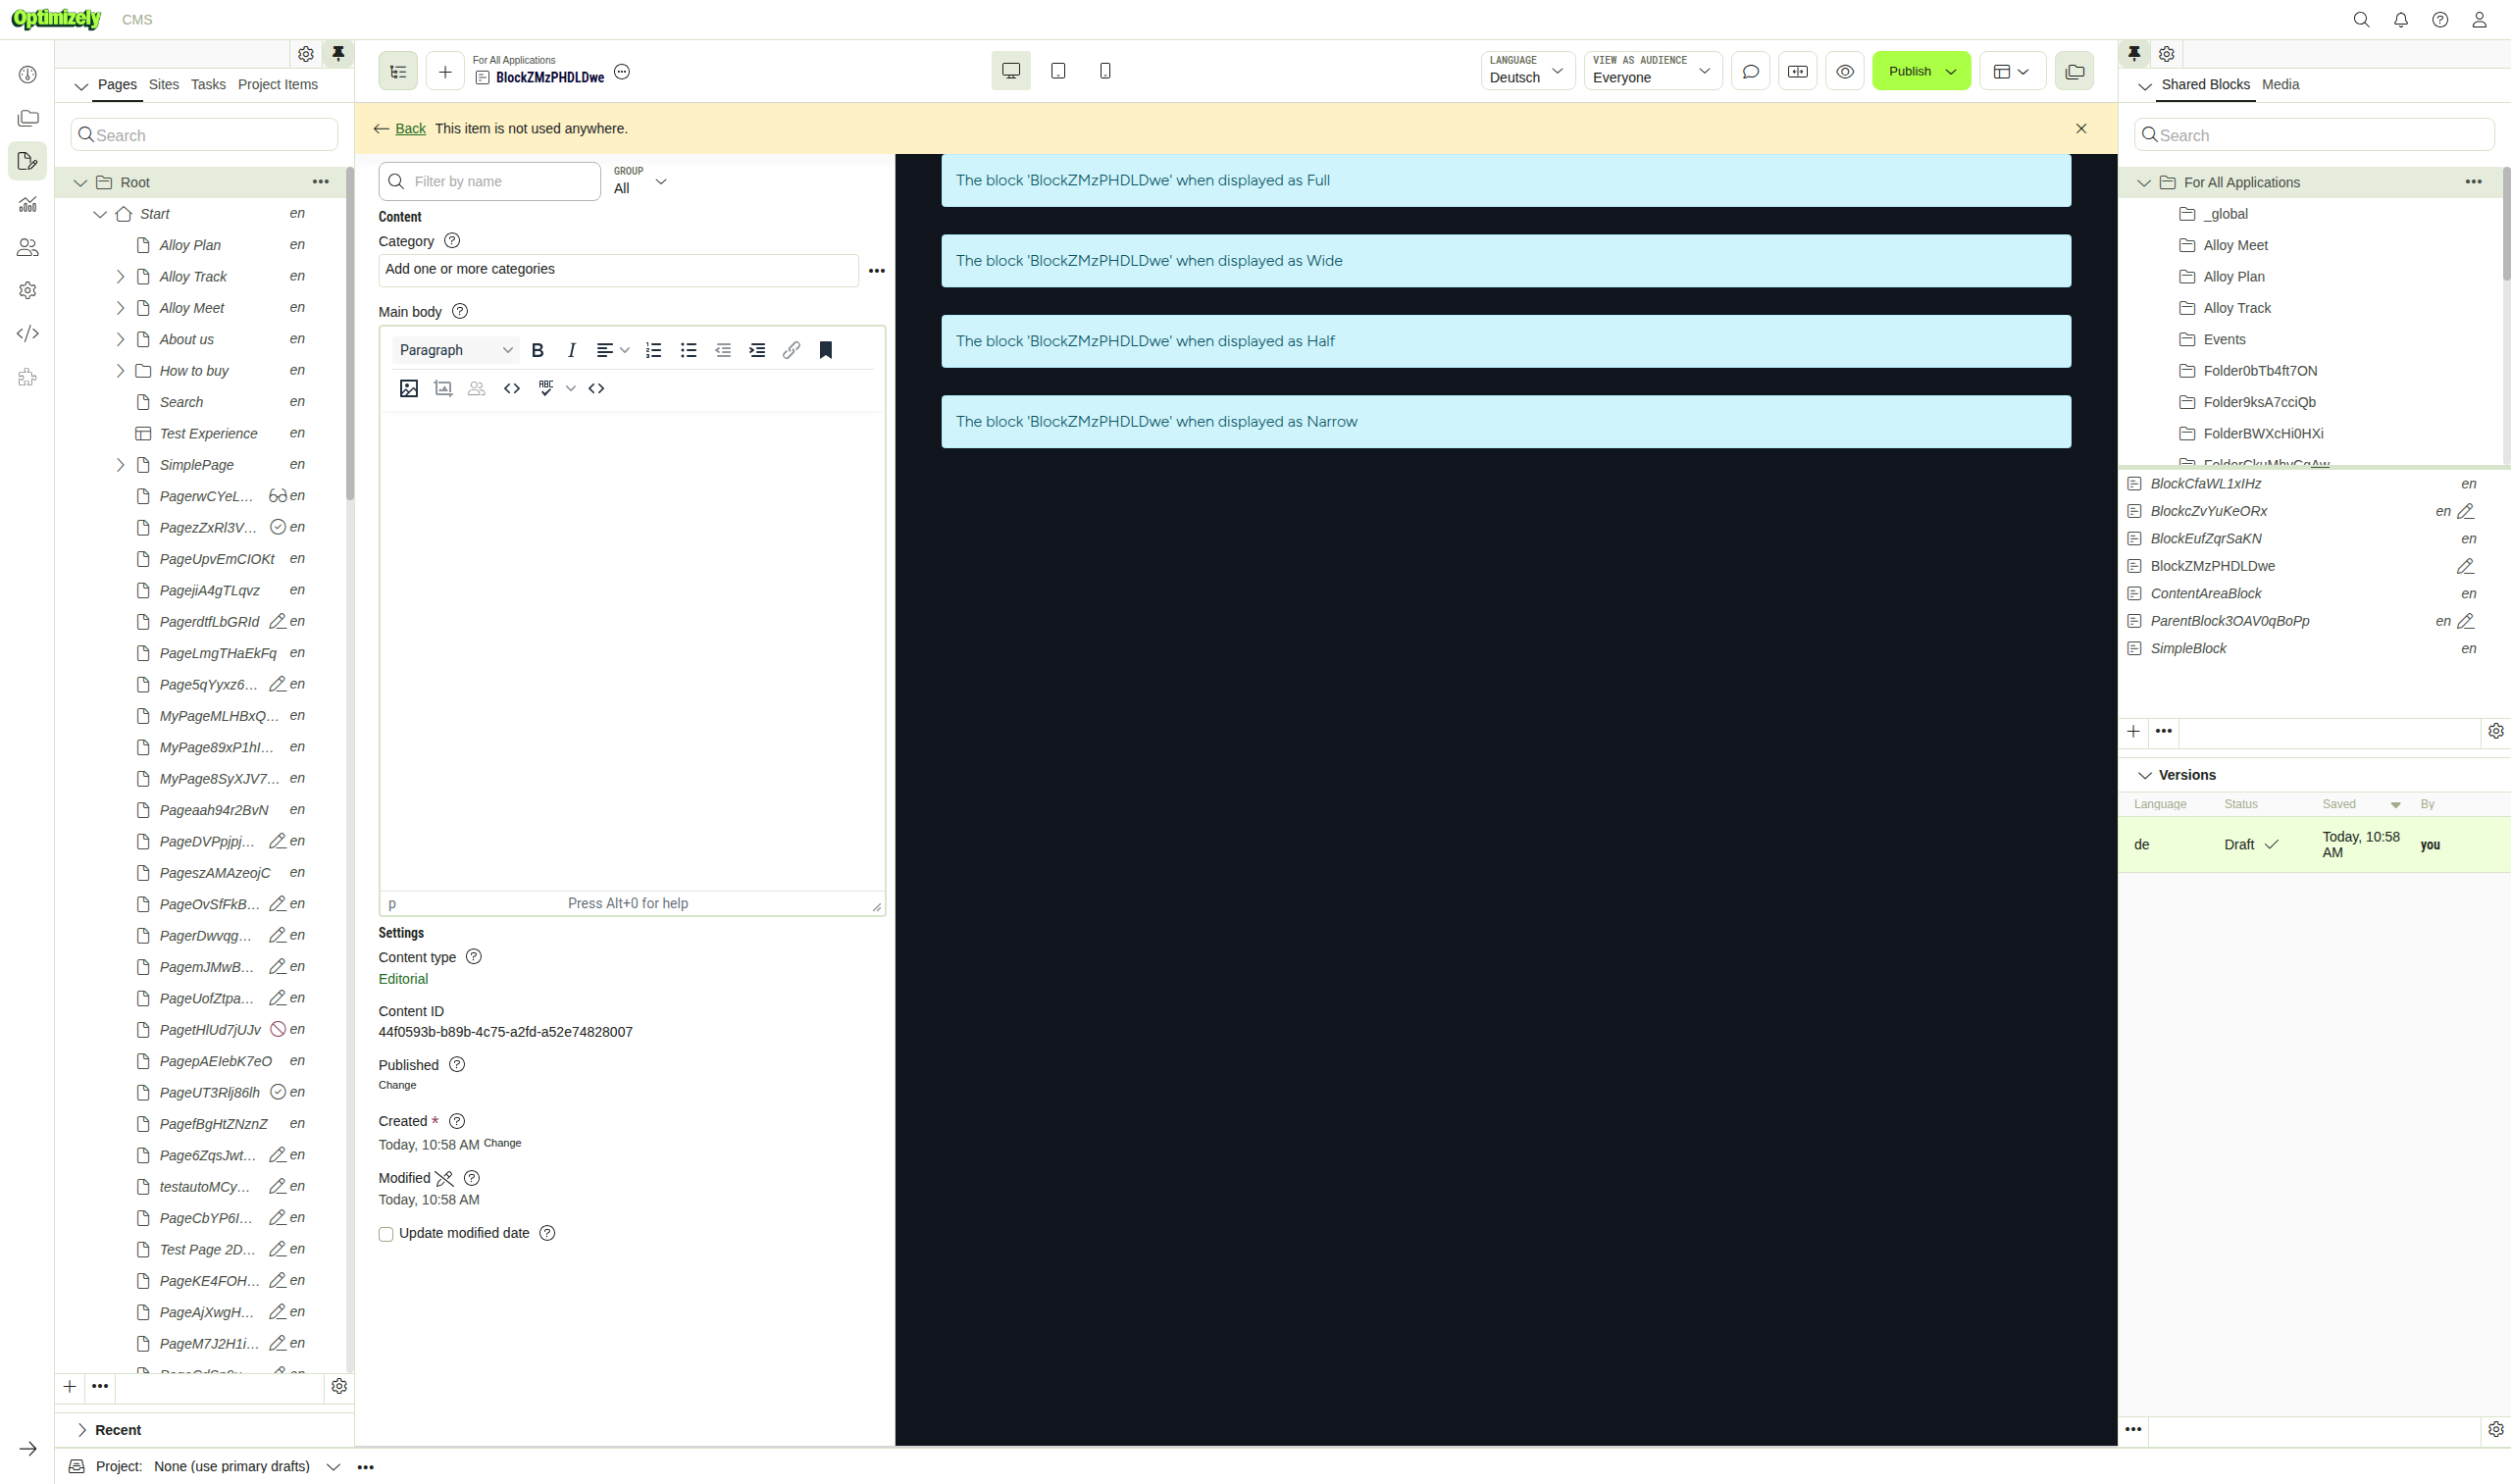 Optimizely CMS
Pages Sites Tasks Project Items
Search
Root
Start en
Alloy Plan en
Alloy Track en
Alloy Meet en
About us en
How to buy en
Search en
Test Experience en
SimplePage en
PagerwCYeL... en
PagezZxRl3V... en
PageUpvEmCIOKt en
PagejiA4gTLqvz en
PagerdtfLbGRId en
PageLmgTHaEkFq en
Page5qYyxz6... en
MyPageMLHBxQ... en
MyPage89xP1hI... en
MyPage8SyXJV7... en
Pageaah94r2BvN en
PageDVPpjpj... en
PageszAMAzeojC en
PageOvSfFkB... en
PagerDwvqg... en
PagemJMwB... en
PageUofZtpa... en
PagetHlUd7jUJv en
PagepAEIebK7eO en
PageUT3Rlj86lh en
PagefBgHtZNznZ en
Page6ZqsJwt... en
testautoMCy... en
PageCbYP6I... en
Test Page 2D... en
PageKE4FOH... en
PageAjXwgH... en
PageM7J2H1i... en
Recent
Project: None (use primary drafts)
For All Applications
BlockZMzPHDLDwe
LANGUAGE
Deutsch
VIEW AS AUDIENCE
Everyone
Publish
Back This item is not used anywhere.
Filter by name
GROUP
All
Content
Category
Add one or more categories
Main body
Paragraph
p Press Alt+0 for help
Settings
Content type
Editorial
Content ID
44f0593b-b89b-4c75-a2fd-a52e74828007
Published
Change
Created *
Today, 10:58 AM Change
Modified
Today, 10:58 AM
Update modified date
The block 'BlockZMzPHDLDwe' when displayed as Full
The block 'BlockZMzPHDLDwe' when displayed as Wide
The block 'BlockZMzPHDLDwe' when displayed as Half
The block 'BlockZMzPHDLDwe' when displayed as Narrow
Shared Blocks Media
Search
For All Applications
_global
Alloy Meet
Alloy Plan
Alloy Track
Events
Folder0bTb4ft7ON
Folder9ksA7cciQb
FolderBWXcHi0HXi
BlockCfaWL1xIHz en
BlockcZvYuKeORx en
BlockEufZqrSaKN en
BlockZMzPHDLDwe
ContentAreaBlock en
ParentBlock3OAV0qBoPp en
SimpleBlock en
Versions
Language Status Saved By
de Draft Today, 10:58 AM you